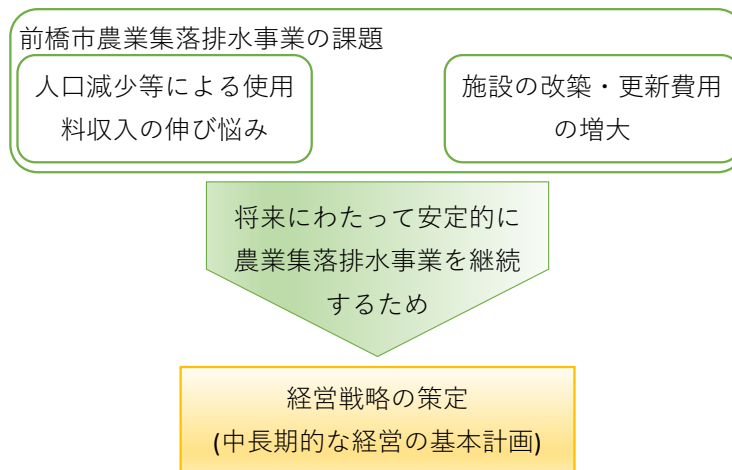 前橋市農業集落排水事業の課題
人口減少等による使用
料収入の伸び悩み
施設の改築・更新費用
の増大
将来にわたって安定的に
農業集落排水事業を継続
するため
経営戦略の策定
(中長期的な経営の基本計画)